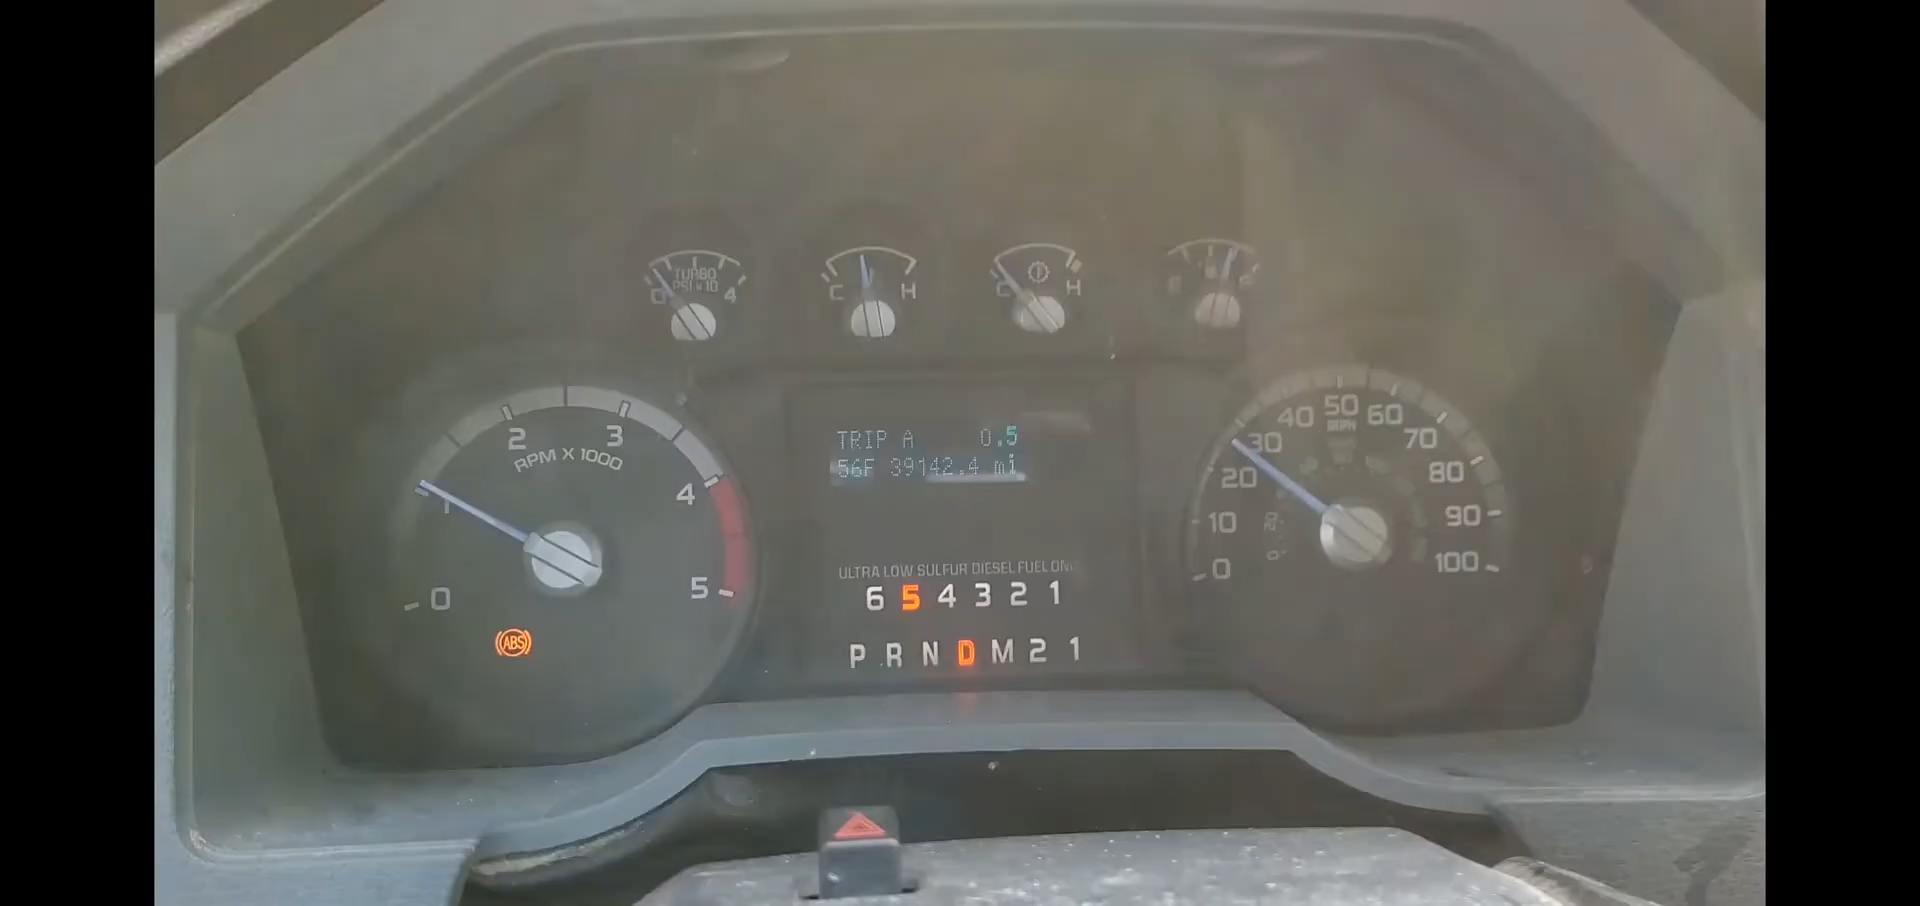 TURBO
PSI x 10
0 4
C H
C H
0 1 2 3 4 5
RPM X 1000
TRIP A 0.5
56F 39142.4 mi
0 10 20 30 40 50 60 70 80 90 100
MPH
ULTRA LOW SULFUR DIESEL FUEL
6 5 4 3 2 1
P R N D M 2 1
ABS